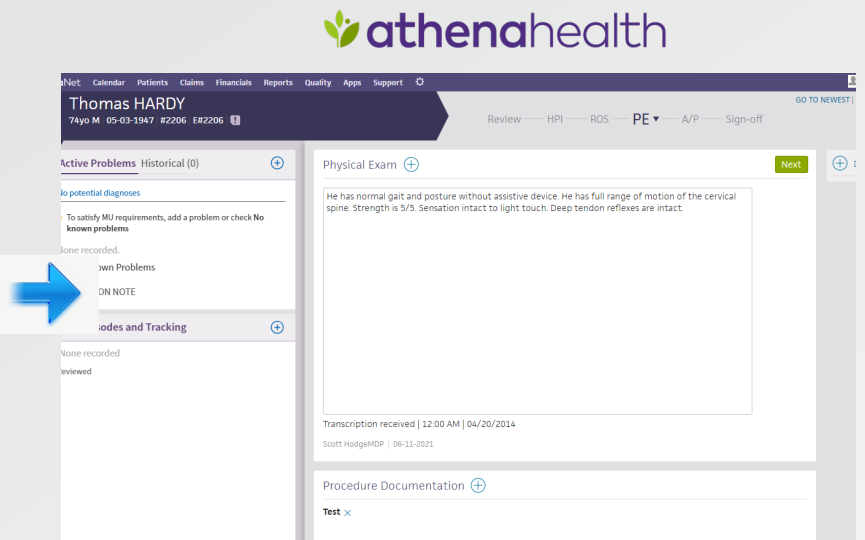 athenahealth
Net Calendar Patients Claims Financials Reports Quality Apps Support
Thomas HARDY
74yo M 05-03-1947 #2206 E#2206
GO TO NEWEST |
Review HPI ROS PE A/P Sign-off
Active Problems Historical (0)
No potential diagnoses
To satisfy MU requirements, add a problem or check No
known problems
None recorded.
own Problems
ON NOTE
sodes and Tracking
None recorded
eviewed
Physical Exam
Next
He has normal gait and posture without assistive device. He has full range of motion of the cervical
spine. Strength is 5/5. Sensation intact to light touch. Deep tendon reflexes are intact.
Transcription received | 12:00 AM | 04/20/2014
Scott HodgeMDP | 06-11-2021
Procedure Documentation
Test